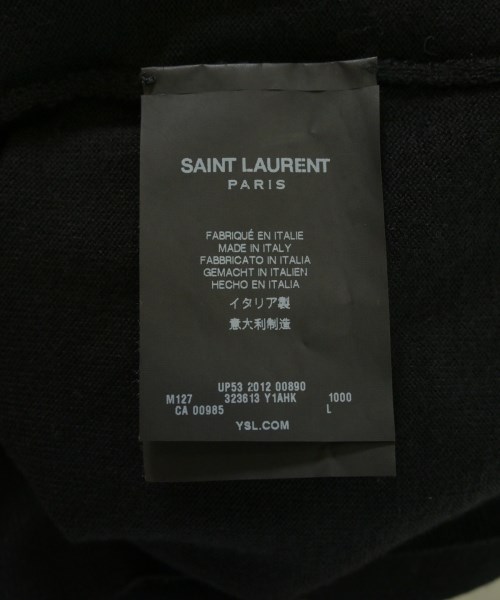 SAINT LAURENT
PARIS
FABRIQUÉ EN ITALIE
MADE IN ITALY
FABBRICATO IN ITALIA
GEMACHT IN ITALIEN
HECHO EN ITALIA
イタリア製
意大利制造
UP53 2012 00890
M127 323613 Y1AHK 1000
CA 00985 L
YSL.COM